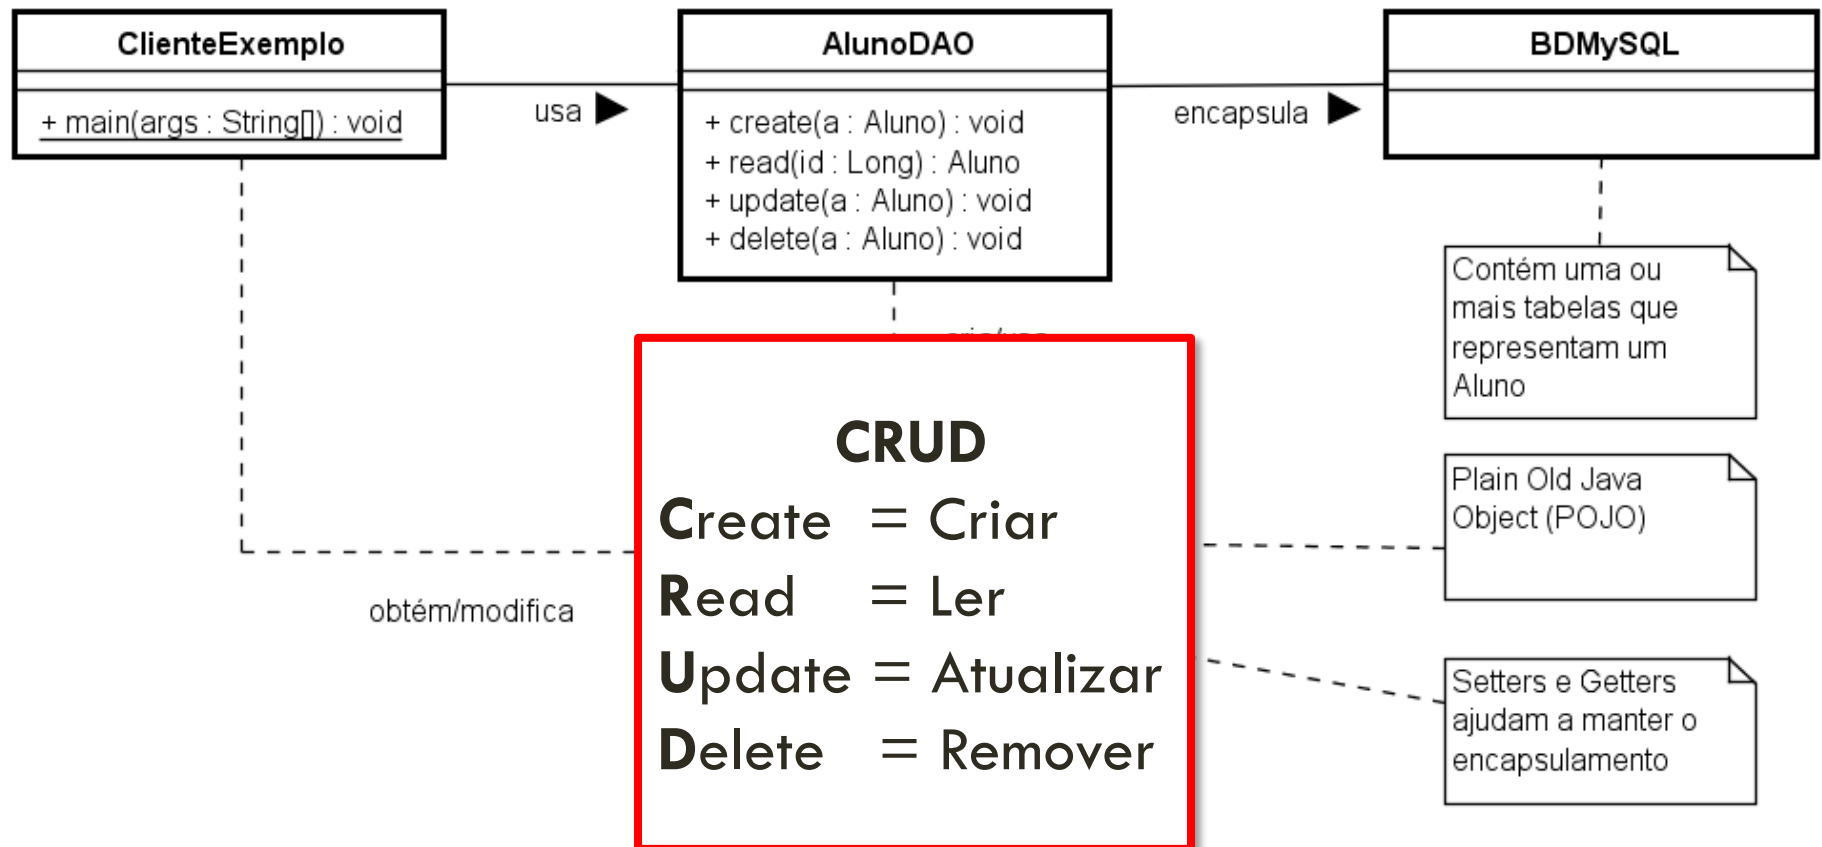 ClienteExemplo
+ main(args : String[]) : void
usa
AlunoDAO
+ create(a : Aluno) : void
+ read(id : Long) : Aluno
+ update(a : Aluno) : void
+ delete(a : Aluno) : void
encapsula
BDMySQL
Contém uma ou
mais tabelas que
representam um
Aluno
CRUD
Create = Criar
Read = Ler
Update = Atualizar
Delete = Remover
obtém/modifica
Plain Old Java
Object (POJO)
Setters e Getters
ajudam a manter o
encapsulamento